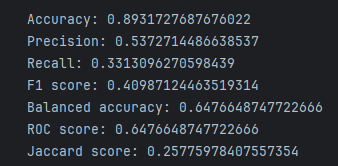 Accuracy: 0.8931727687676022
Precision: 0.5372714486638537
Recall: 0.3313096270598439
F1 score: 0.40987124463519314
Balanced accuracy: 0.6476648747722666
ROC score: 0.6476648747722666
Jaccard score: 0.25775978407557354